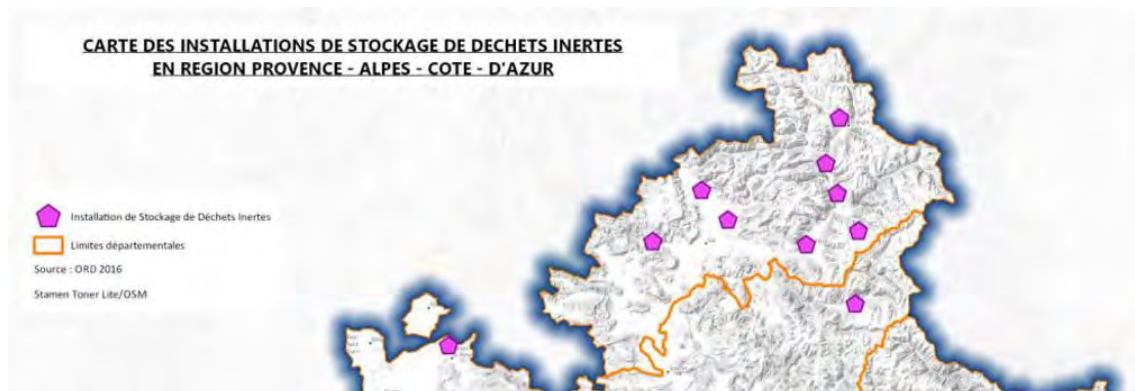 CARTE DES INSTALLATIONS DE STOCKAGE DE DECHETS INERTES
EN REGION PROVENCE - ALPES - COTE - D'AZUR
Installation de Stockage de Déchets Inertes
Limites départementales
Source : ORD 2016
Stamen Toner Lite/OSM